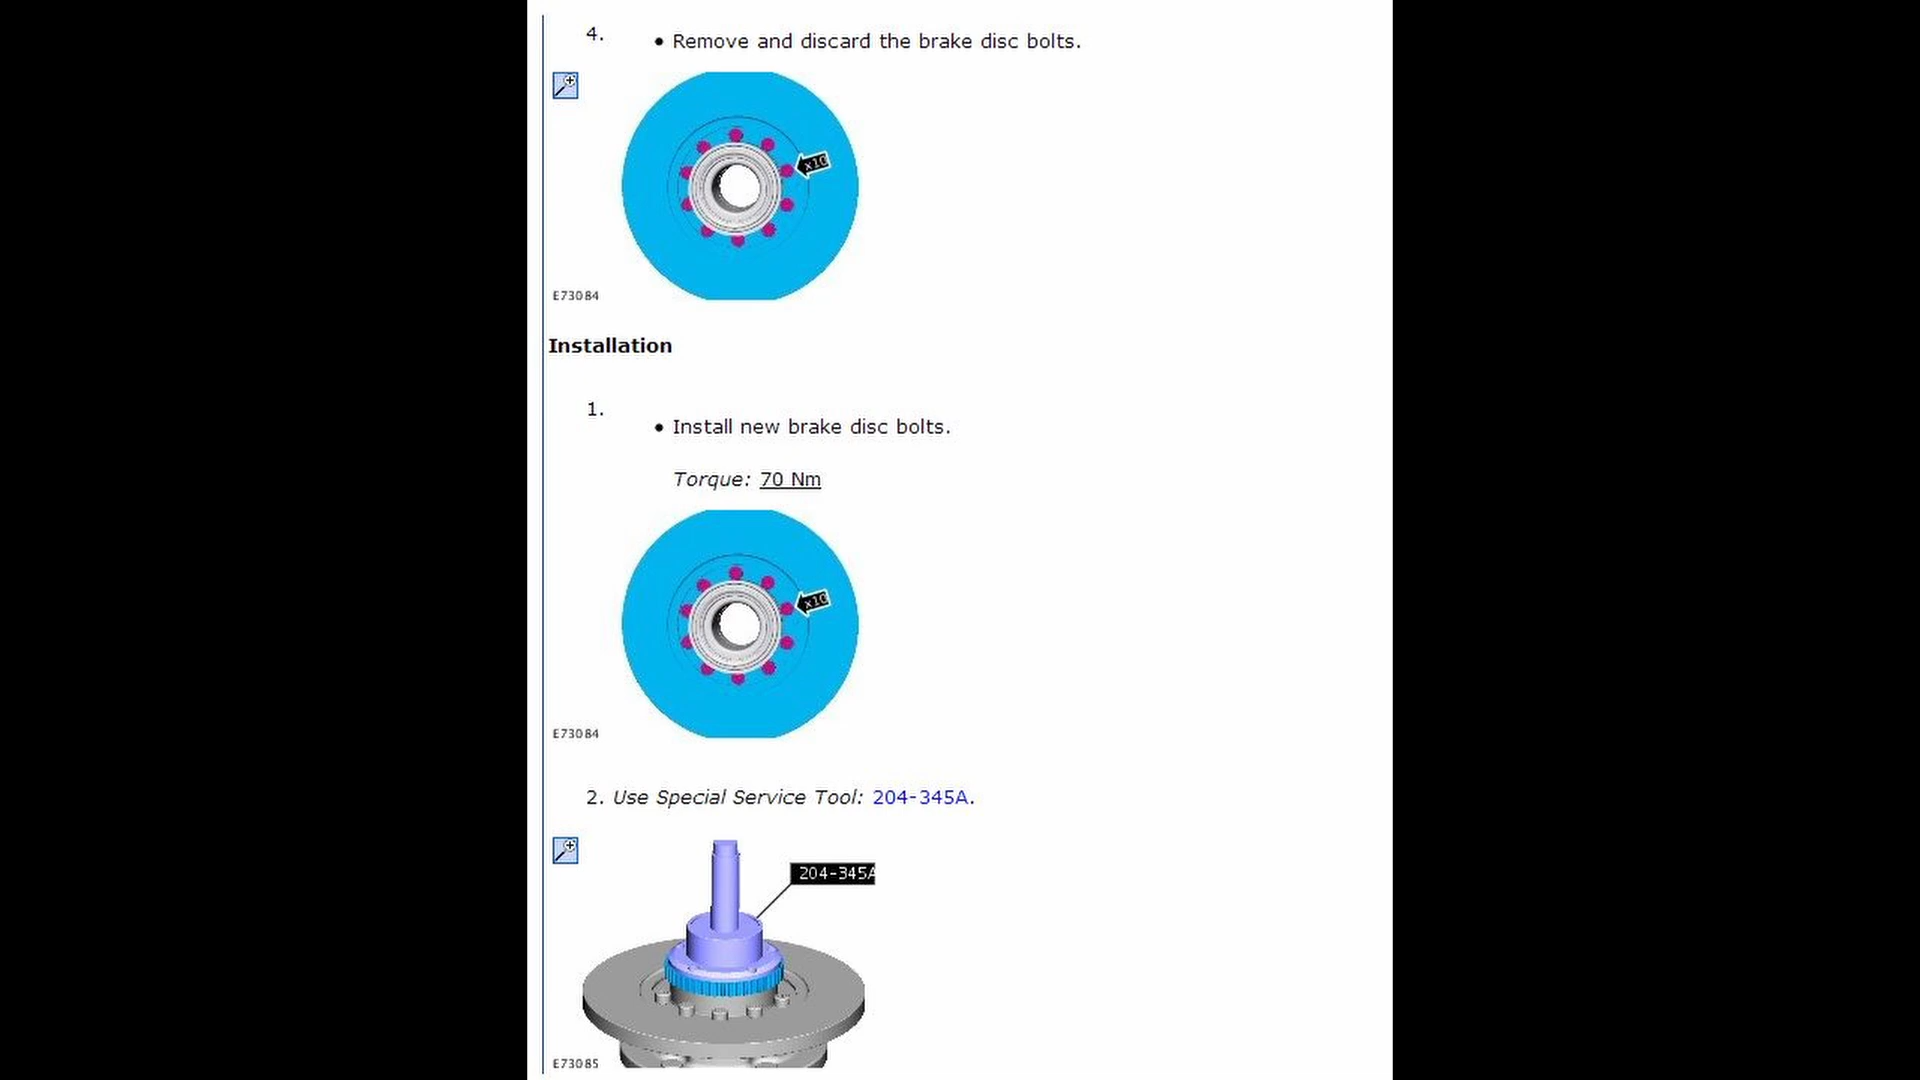 4.
• Remove and discard the brake disc bolts.
x10
E73084
Installation
1.
• Install new brake disc bolts.
Torque: 70 Nm
x10
E73084
2. Use Special Service Tool: 204-345A.
204-345A
E73085